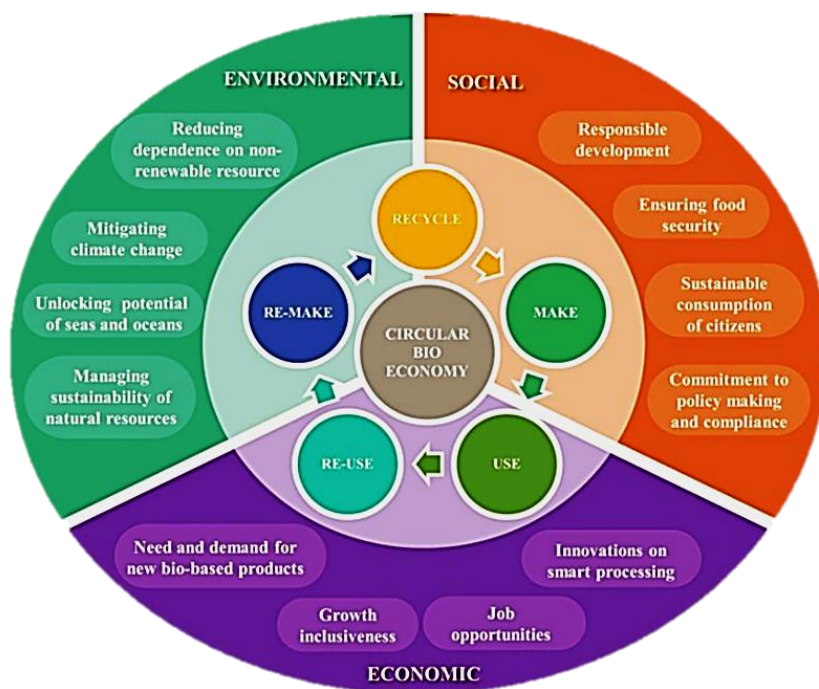 ENVIRONMENTAL
Reducing
dependence on non-
renewable resource
Mitigating
climate change
Unlocking potential
of seas and oceans
Managing
sustainability of
natural resources
SOCIAL
Responsible
development
Ensuring food
security
Sustainable
consumption
of citizens
Commitment to
policy making
and compliance
RECYCLE
MAKE
USE
RE-USE
RE-MAKE
CIRCULAR
BIO
ECONOMY
Need and demand for
new bio-based products
Growth
inclusiveness
Job
opportunities
Innovations on
smart processing
ECONOMIC